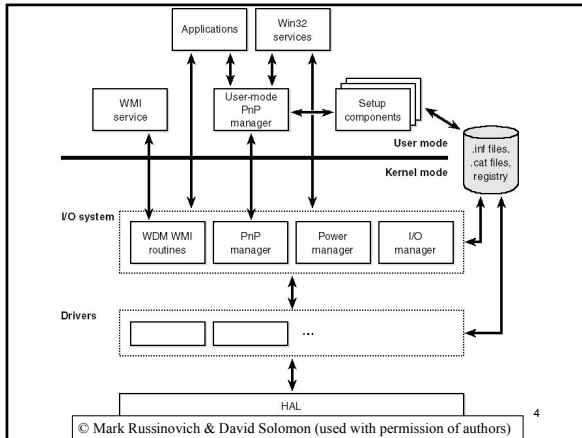 Applications
Win32
services
WMI
service
User-mode
PnP
manager
Setup
components
User mode
Kernel mode
.inf files,
.cat files,
registry
I/O system
WDM WMI
routines
PnP
manager
Power
manager
I/O
manager
Drivers
...
HAL
4
© Mark Russinovich & David Solomon (used with permission of authors)